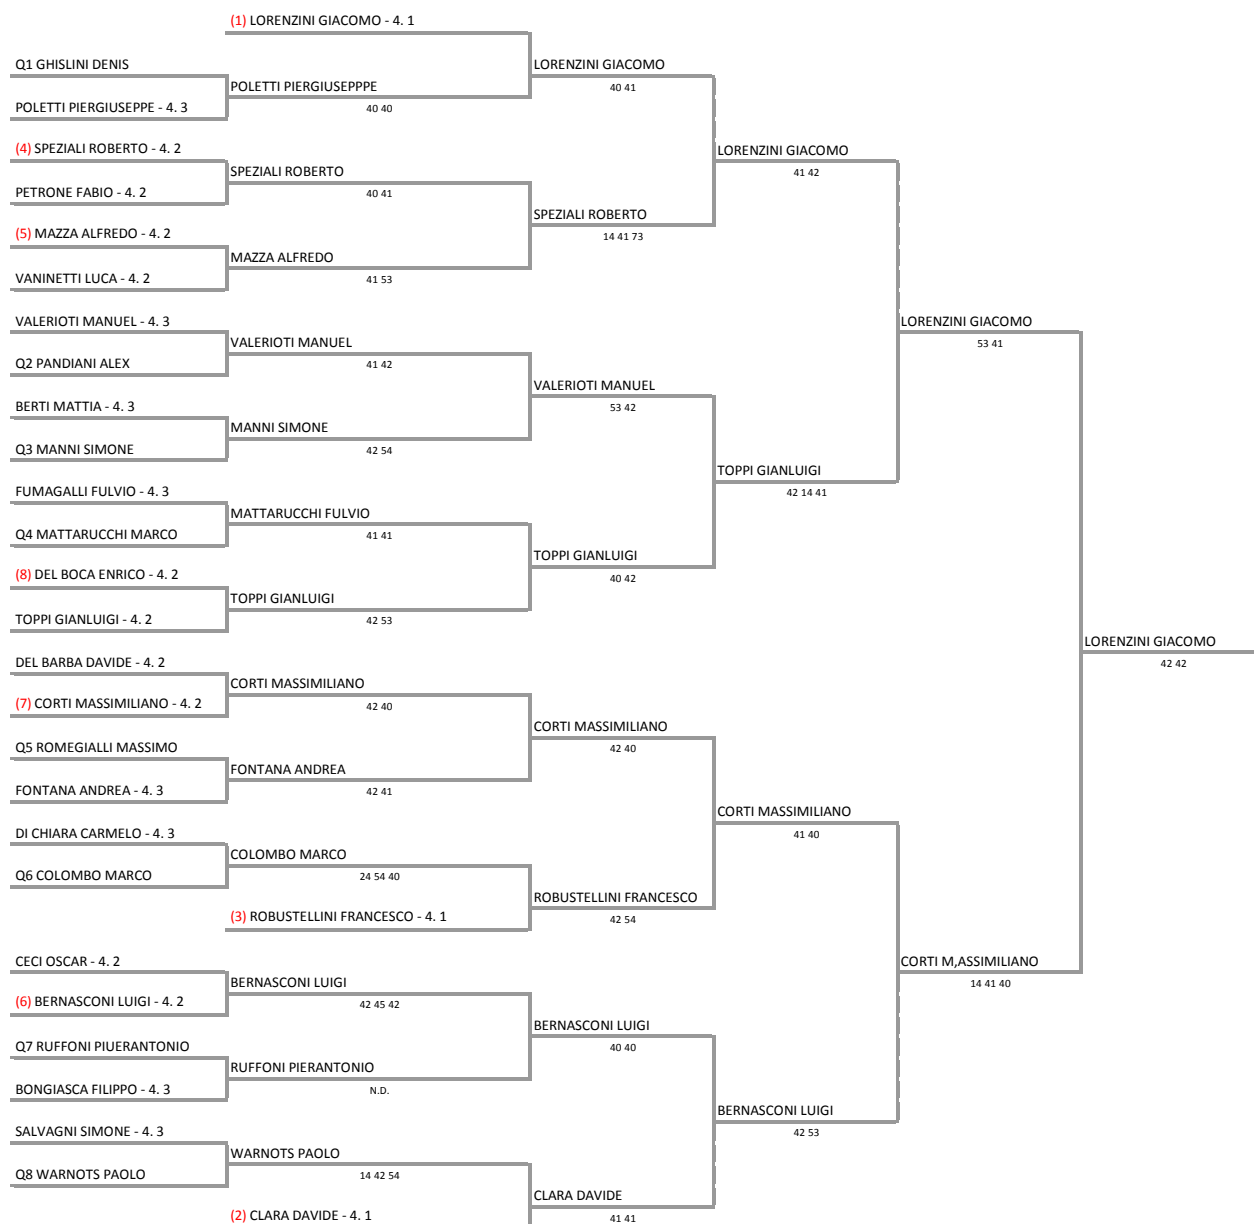 (1) LORENZINI GIACOMO - 4. 1
Q1 GHISLINI DENIS
LORENZINI GIACOMO
40 41
POLETTI PIERGIUSEPPPE
40 40
POLETTI PIERGIUSEPPE - 4. 3
(4) SPEZIALI ROBERTO - 4. 2
LORENZINI GIACOMO
41 42
SPEZIALI ROBERTO
40 41
PETRONE FABIO - 4. 2
SPEZIALI ROBERTO
14 41 73
(5) MAZZA ALFREDO - 4. 2
MAZZA ALFREDO
41 53
VANINETTI LUCA - 4. 2
VALERIOTI MANUEL - 4. 3
LORENZINI GIACOMO
53 41
VALERIOTI MANUEL
41 42
Q2 PANDIANI ALEX
VALERIOTI MANUEL
53 42
BERTI MATTIA - 4. 3
MANNI SIMONE
42 54
Q3 MANNI SIMONE
TOPPI GIANLUIGI
42 14 41
FUMAGALLI FULVIO - 4. 3
MATTARUCCHI FULVIO
41 41
Q4 MATTARUCCHI MARCO
TOPPI GIANLUIGI
40 42
(8) DEL BOCA ENRICO - 4. 2
TOPPI GIANLUIGI
42 53
TOPPI GIANLUIGI - 4. 2
LORENZINI GIACOMO
42 42
DEL BARBA DAVIDE - 4. 2
CORTI MASSIMILIANO
42 40
(7) CORTI MASSIMILIANO - 4. 2
CORTI MASSIMILIANO
42 40
Q5 ROMEGIALLI MASSIMO
FONTANA ANDREA
42 41
FONTANA ANDREA - 4. 3
CORTI MASSIMILIANO
41 40
DI CHIARA CARMELO - 4. 3
COLOMBO MARCO
24 54 40
Q6 COLOMBO MARCO
ROBUSTELLINI FRANCESCO
42 54
(3) ROBUSTELLINI FRANCESCO - 4. 1
CECI OSCAR - 4. 2
CORTI M,ASSIMILIANO
14 41 40
BERNASCONI LUIGI
42 45 42
(6) BERNASCONI LUIGI - 4. 2
BERNASCONI LUIGI
40 40
Q7 RUFFONI PIUERANTONIO
RUFFONI PIERANTONIO
N.D.
BONGIASCA FILIPPO - 4. 3
BERNASCONI LUIGI
42 53
SALVAGNI SIMONE - 4. 3
WARNOTS PAOLO
14 42 54
Q8 WARNOTS PAOLO
CLARA DAVIDE
41 41
(2) CLARA DAVIDE - 4. 1